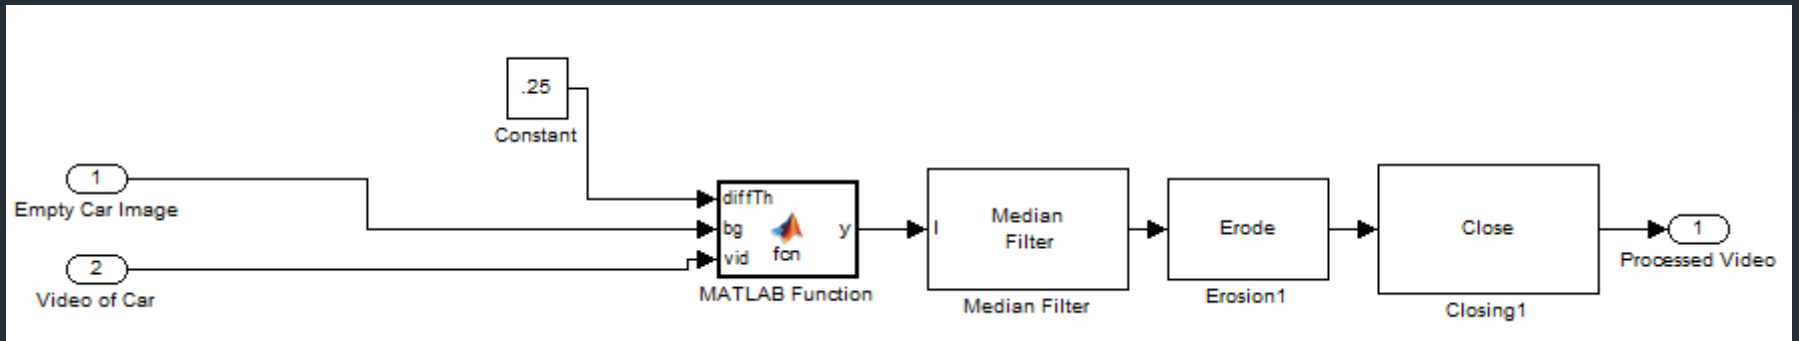 .25
Constant
1
Empty Car Image
2
Video of Car
diffTh
bg
vid
fcn
y
MATLAB Function
I
Median
Filter
Median Filter
Erode
Erosion1
Close
Closing1
1
Processed Video